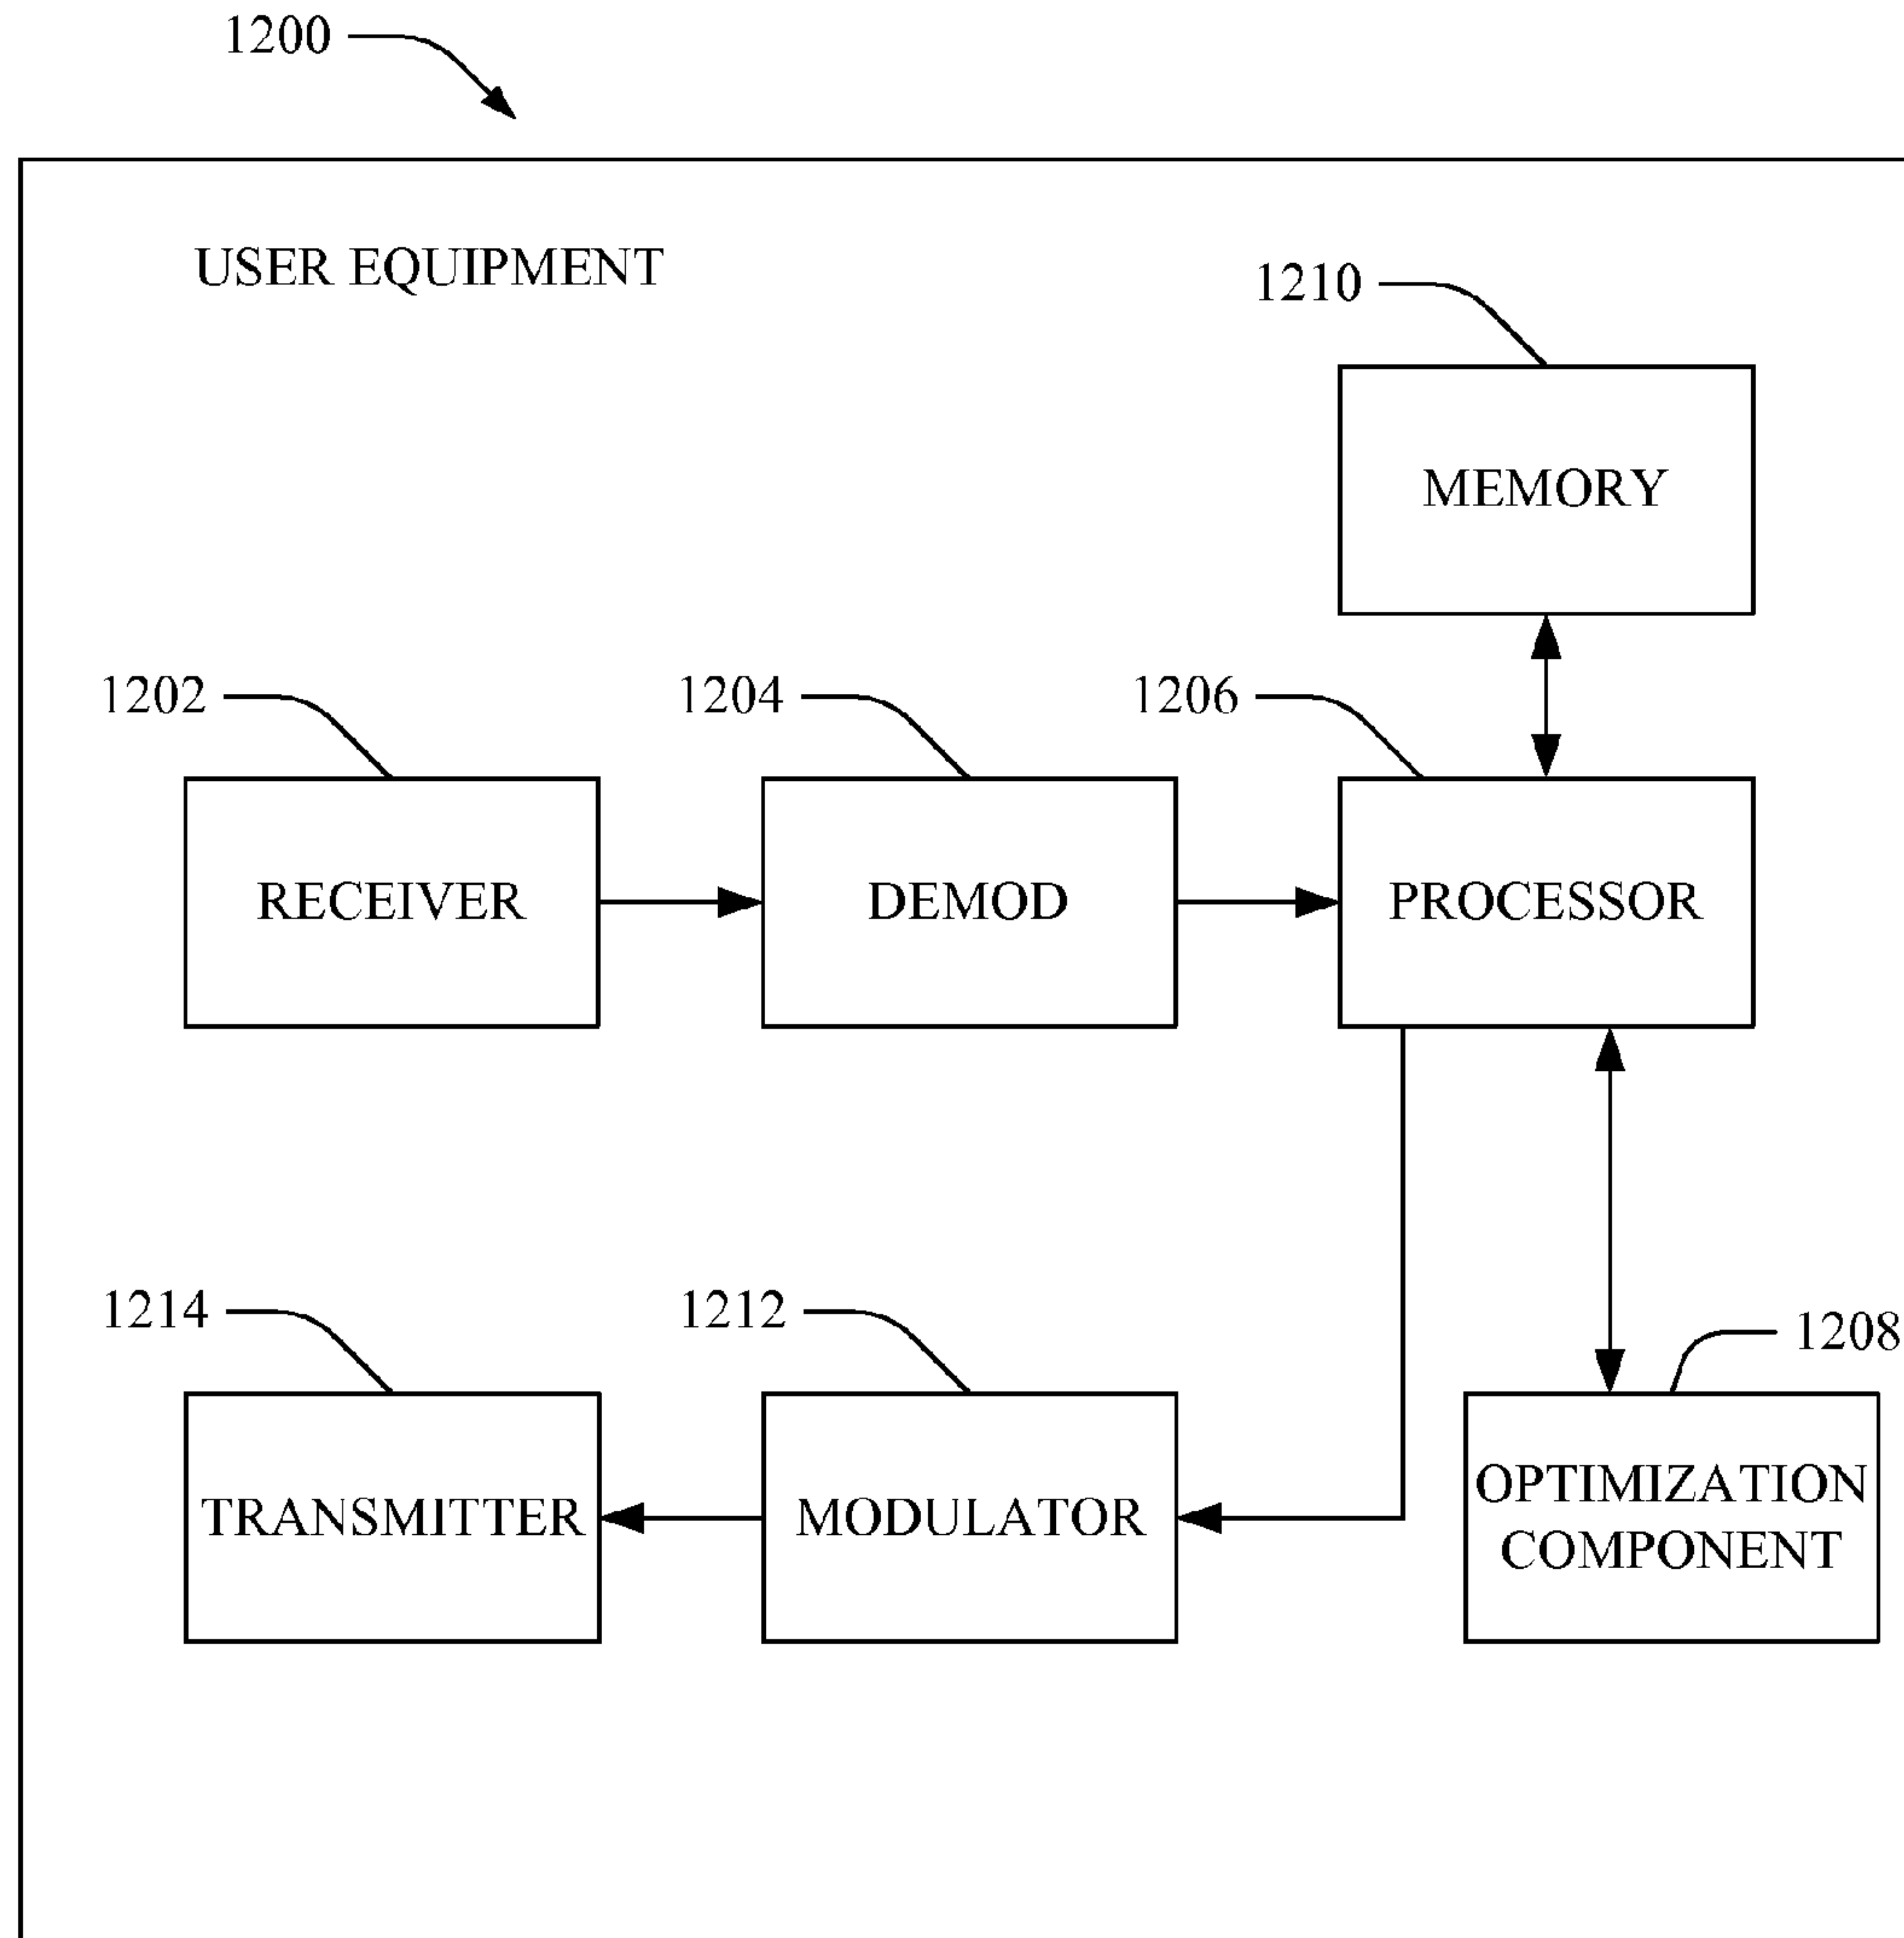 1200
USER EQUIPMENT
1210
MEMORY
1202
1204
1206
RECEIVER
DEMOD
PROCESSOR
1214
1212
1208
TRANSMITTER
MODULATOR
OPTIMIZATION
COMPONENT